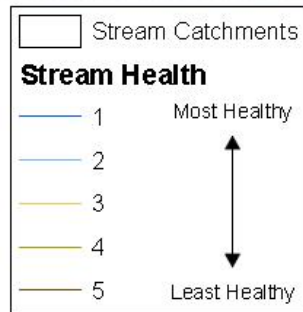 Stream Catchments
Stream Health
1 Most Healthy
2
3
4
5 Least Healthy